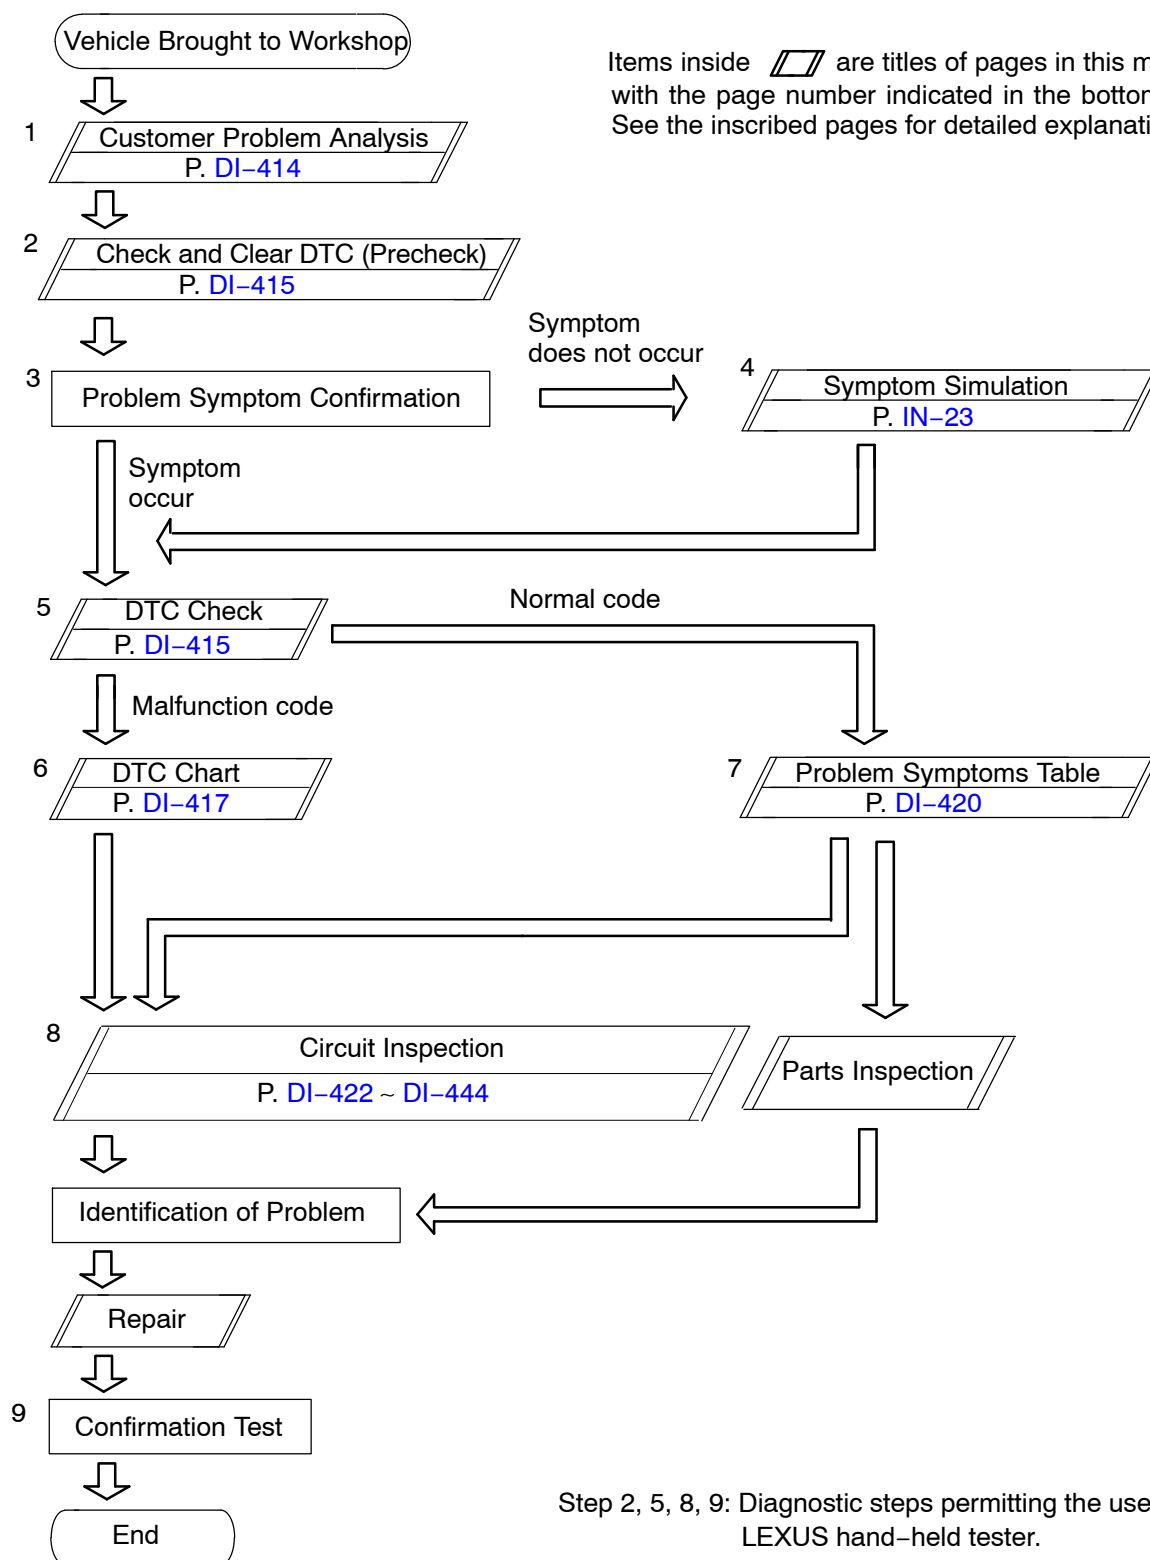 Vehicle Brought to Workshop
Items inside are titles of pages in this
with the page number indicated in the
See the inscribed pages for detailed
1
Customer Problem Analysis
P. DI−414
2
Check and Clear DTC (Precheck)
P. DI−415
Symptom
does not occur
3
Problem Symptom Confirmation
4
Symptom Simulation
P. IN−23
Symptom
occur
5
DTC Check
P. DI−415
Normal code
Malfunction code
6
DTC Chart
P. DI−417
7
Problem Symptoms Table
P. DI−420
8
Circuit Inspection
P. DI−422 ~ DI−444
Parts Inspection
Identification of Problem
Repair
9
Confirmation Test
End
Step 2, 5, 8, 9: Diagnostic steps permitting the use
LEXUS hand−held tester.